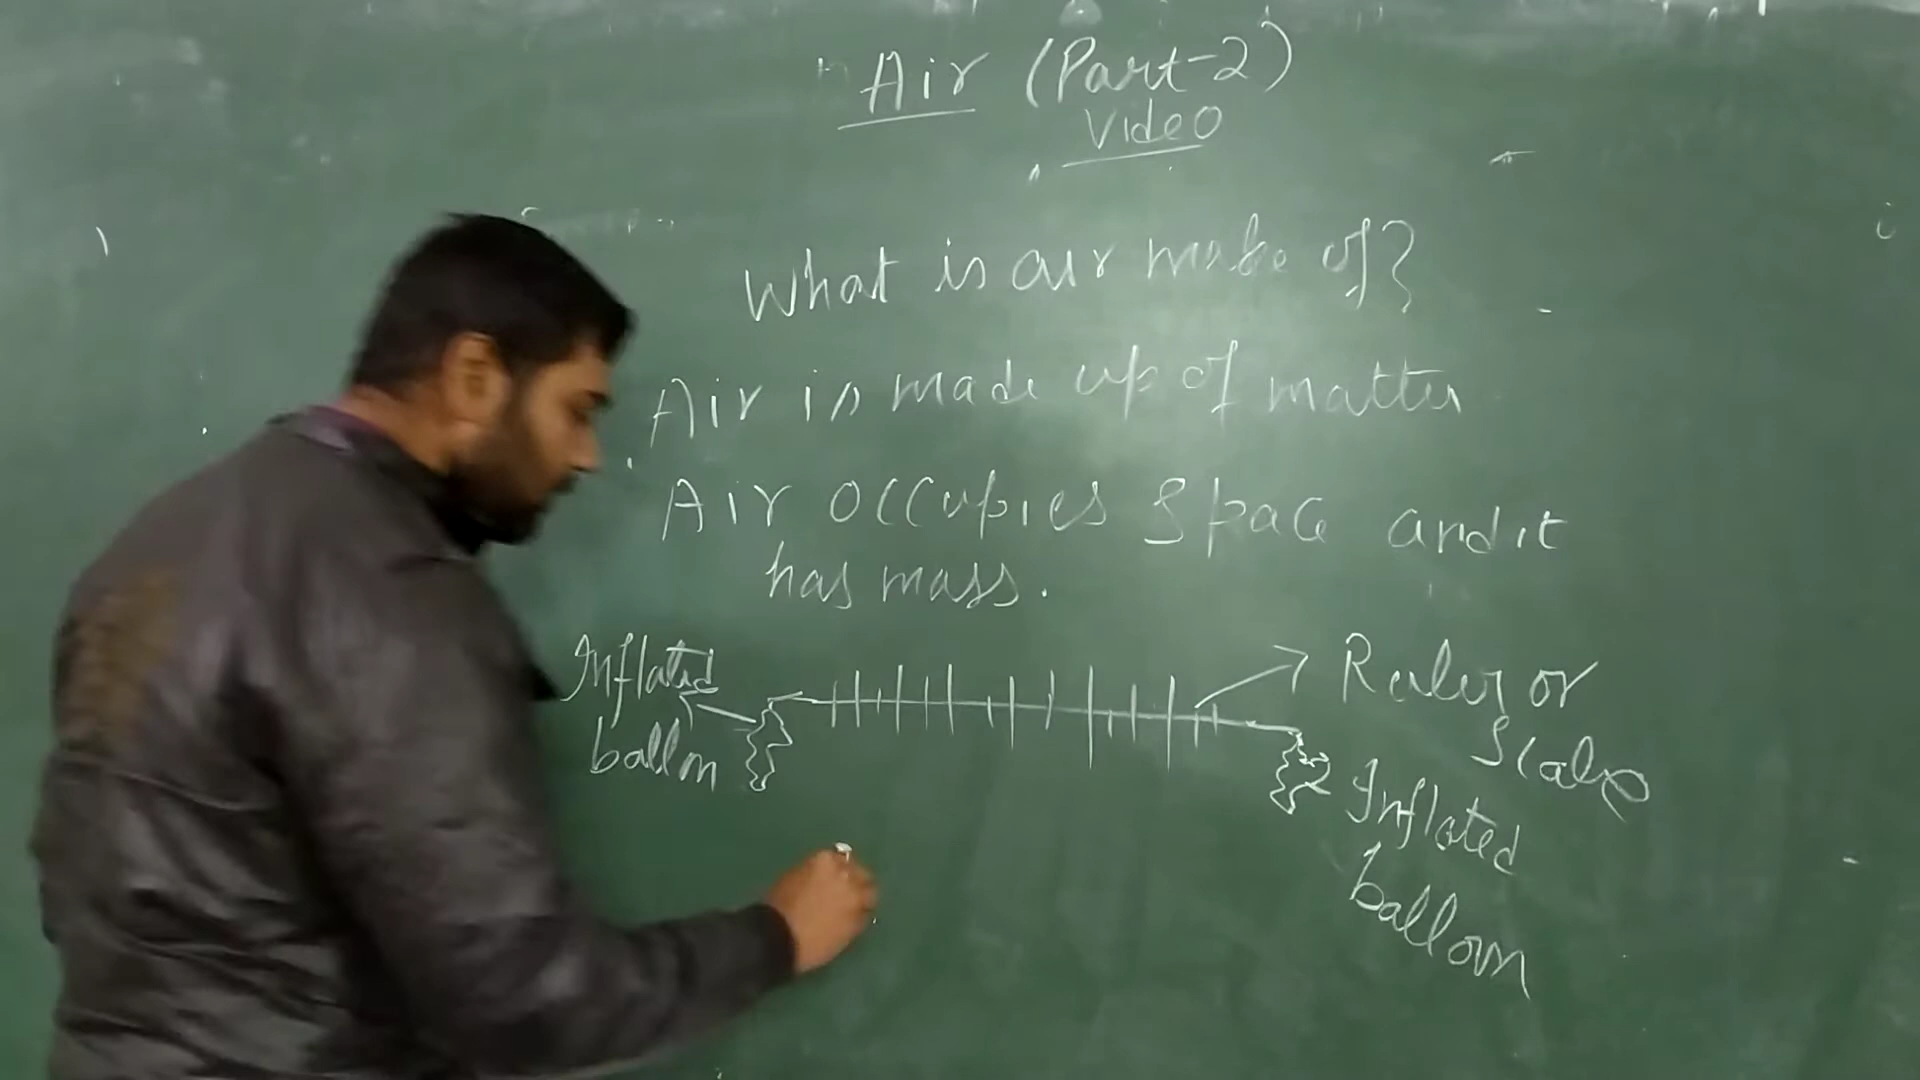 Air (Part-2)
Video
What is air make of?
Air is made up of matter
Air occupies Space and it
has mass.
Inflated
ballon
Ruler or
Scale
Inflated
balloon